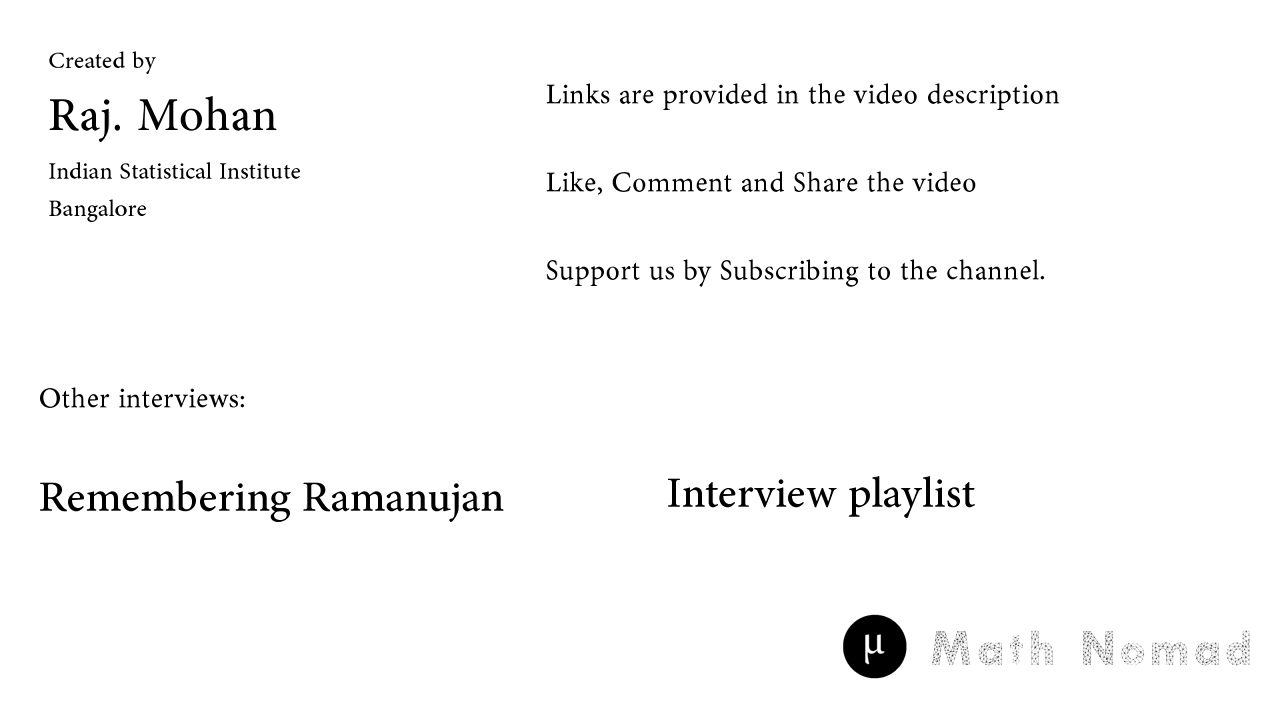 Created by
Raj. Mohan
Indian Statistical Institute
Bangalore
Links are provided in the video description
Like, Comment and Share the video
Support us by Subscribing to the channel.
Other interviews:
Remembering Ramanujan
Interview playlist
μ Math Nomad